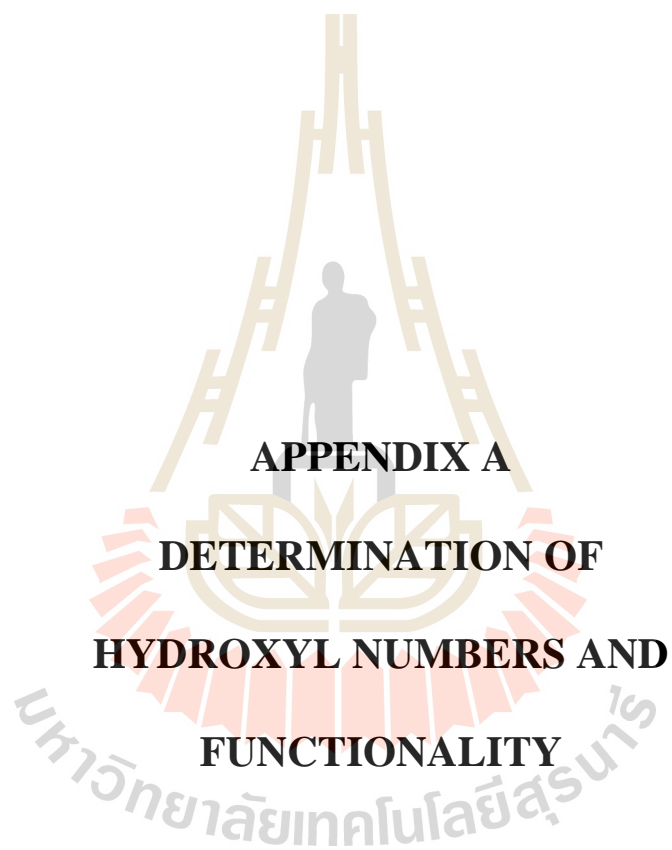 APPENDIX A
DETERMINATION OF
HYDROXYL NUMBERS AND
FUNCTIONALITY
มหาวิทยาลัยเทคโนโลยีสุรนารี